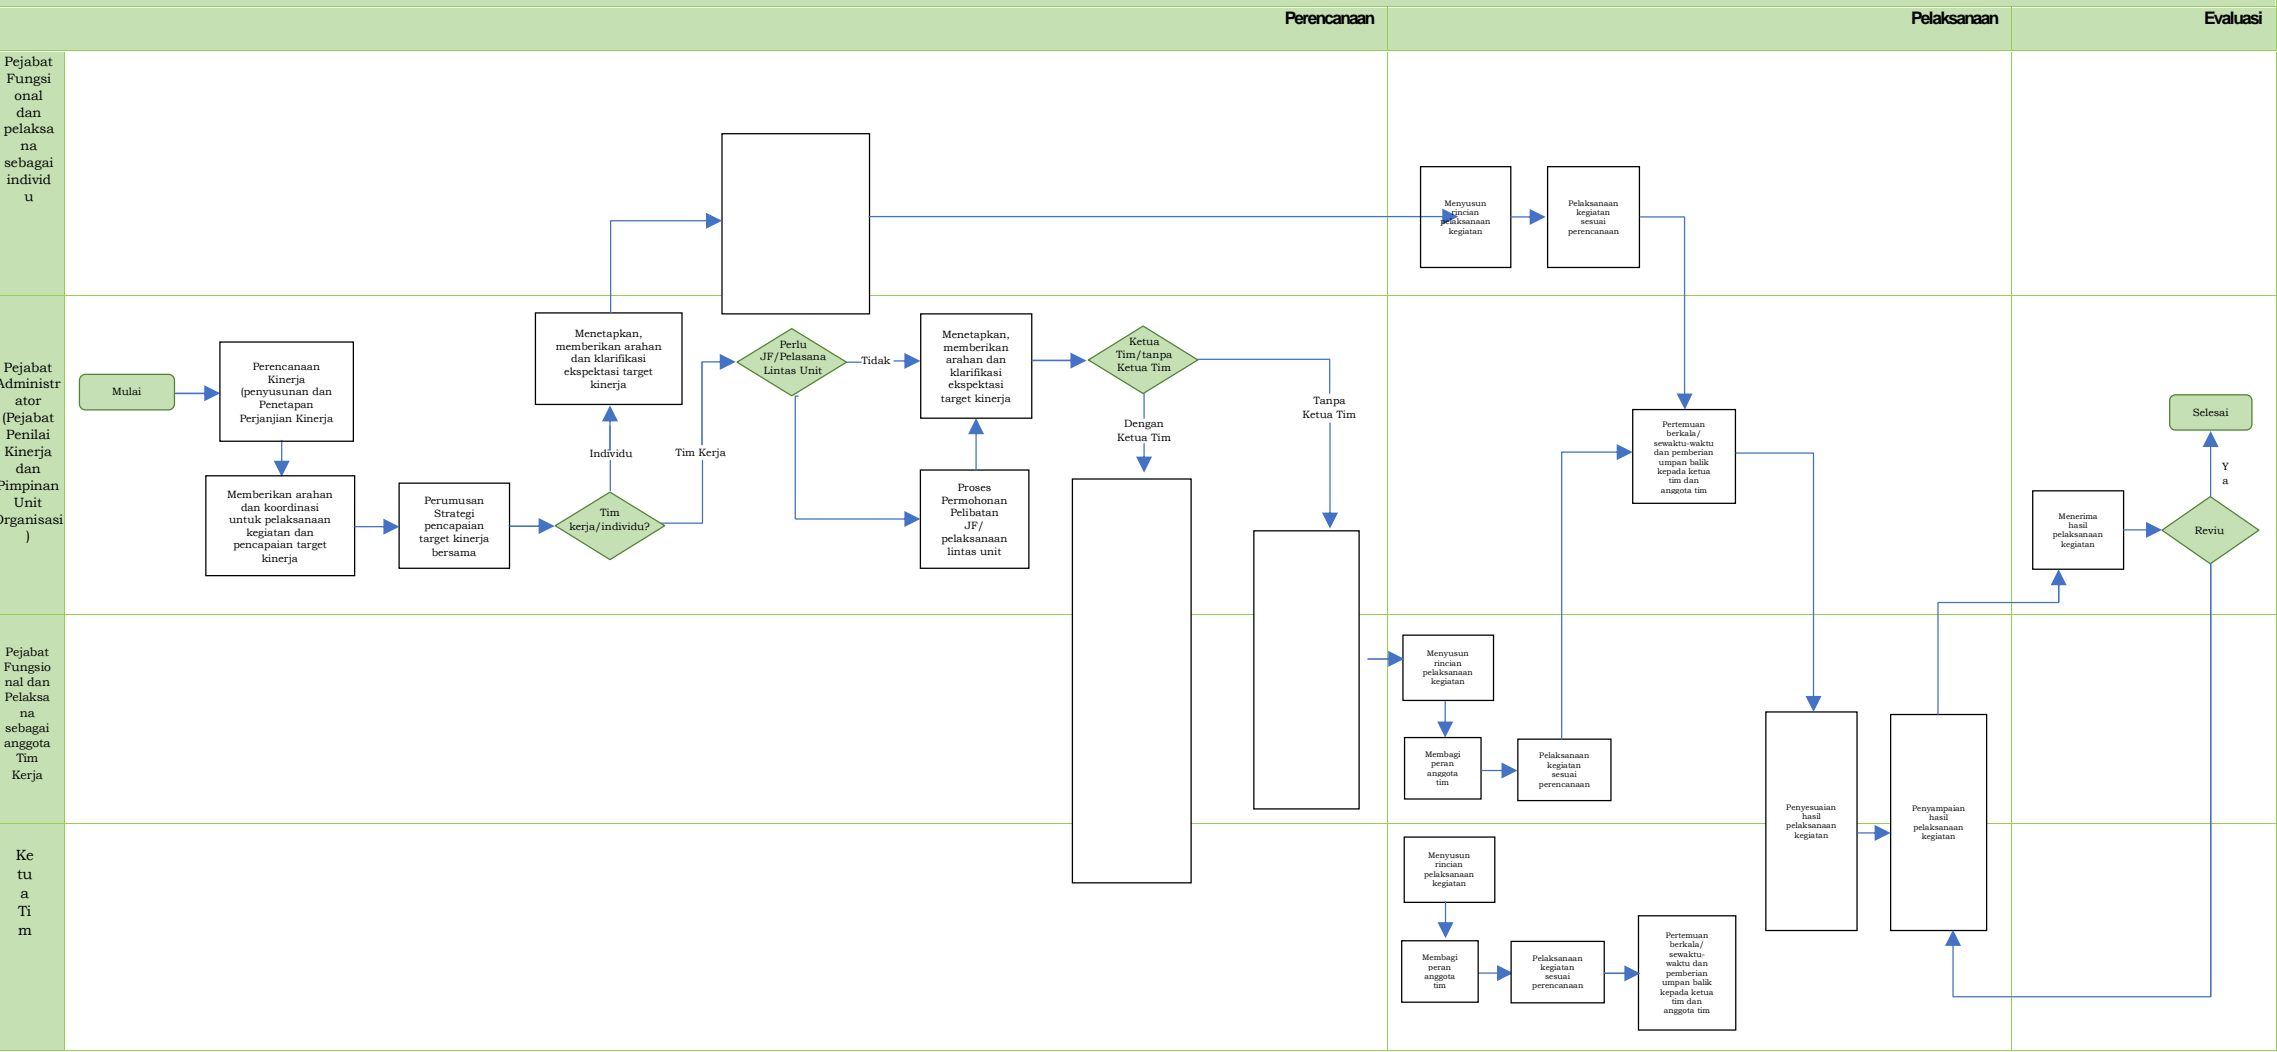 Perencanaan
Pelaksanaan
Evaluasi
Pejabat
Fungsi
onal
dan
pelaksa
na
sebagai
individ
u
Menyusun
rincian
pelaksanaan
kegiatan
Pelaksanaan
kegiatan
sesuai
perencanaan
Pejabat
Administr
ator
(Pejabat
Penilai
Kinerja
dan
Pimpinan
Unit
Organisasi
)
Mulai
Perencanaan
Kinerja
(penyusunan dan
Penetapan
Perjanjian Kinerja
Memberikan arahan
dan koordinasi
untuk pelaksanaan
kegiatan dan
pencapaian target
kinerja
Perumusan
Strategi
pencapaian
target kinerja
bersama
Tim
kerja/individu?
Individu
Tim Kerja
Menetapkan,
memberikan arahan
dan klarifikasi
ekspektasi target
kinerja
Perlu
JF/Pelasana
Lintas Unit
Tidak
Menetapkan,
memberikan
arahan dan
klarifikasi
ekspektasi
target kinerja
Proses
Permohonan
Pelibatan
JF/
pelaksanaan
lintas unit
Ketua
Tim/tanpa
Ketua Tim
Dengan
Ketua Tim
Tanpa
Ketua Tim
Pertemuan
berkala/
sewaktu-waktu
dan pemberian
umpan balik
kepada ketua
tim dan
anggota tim
Menerima
hasil
pelaksanaan
kegiatan
Selesai
Y
a
Reviu
Pejabat
Fungsio
nal dan
Pelaksa
na
sebagai
anggota
Tim
Kerja
Menyusun
rincian
pelaksanaan
kegiatan
Membagi
peran
anggota
tim
Pelaksanaan
kegiatan
sesuai
perencanaan
Penyesuaian
hasil
pelaksanaan
kegiatan
Penyampaian
hasil
pelaksanaan
kegiatan
Ke
tu
a
Ti
m
Menyusun
rincian
pelaksanaan
kegiatan
Membagi
peran
anggota
tim
Pelaksanaan
kegiatan
sesuai
perencanaan
Pertemuan
berkala/
sewaktu-
waktu dan
pemberian
umpan balik
kepada ketua
tim dan
anggota tim